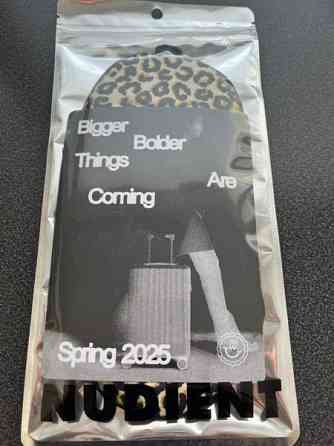 Bigger
Bolder
Things
Are
Coming
Spring 2025
NUDIENT